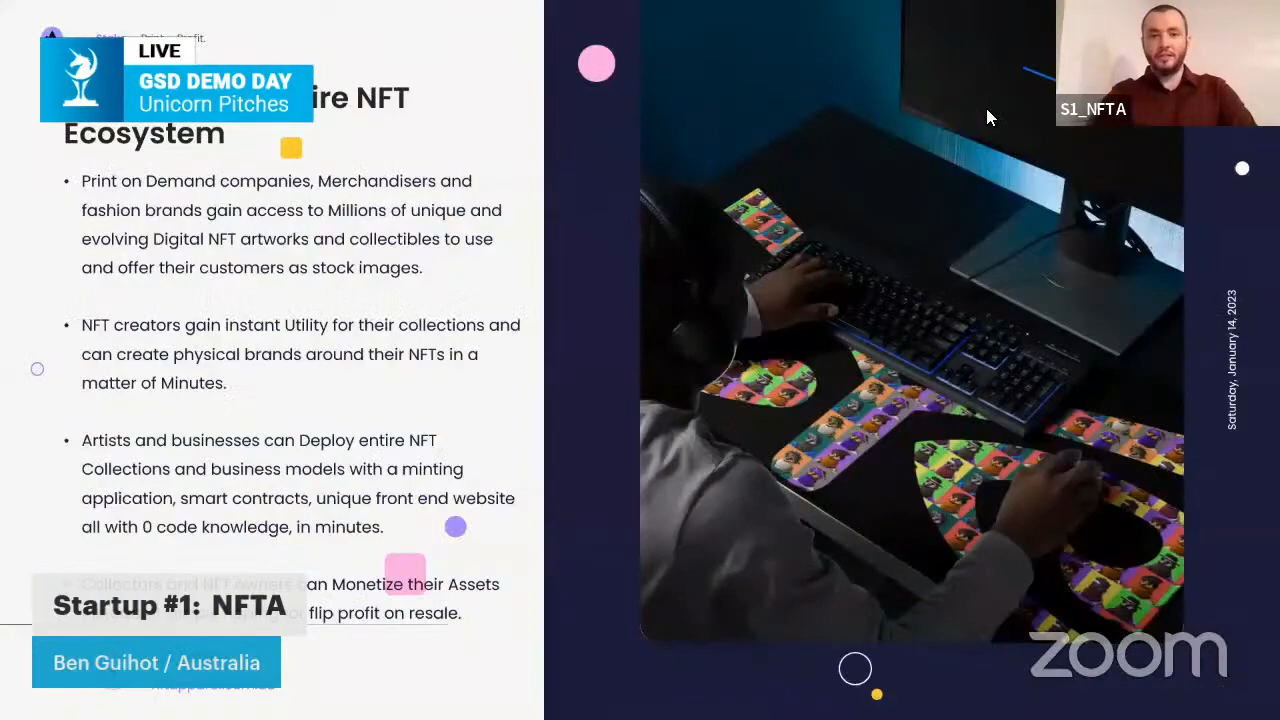 Stake. Print. Profit.
LIVE
GSD DEMO DAY
Unicorn Pitches
ire NFT
Ecosystem
• Print on Demand companies, Merchandisers and
fashion brands gain access to Millions of unique and
evolving Digital NFT artworks and collectibles to use
and offer their customers as stock images.
• NFT creators gain instant Utility for their collections and
can create physical brands around their NFTs in a
matter of Minutes.
• Artists and businesses can Deploy entire NFT
Collections and business models with a minting
application, smart contracts, unique front end website
all with 0 code knowledge, in minutes.
• Collectors and NFT owners can Monetize their Assets
flip profit on resale.
Startup #1: NFTA
Ben Guihot / Australia
S1_NFTA
Saturday, January 14, 2023
zoom